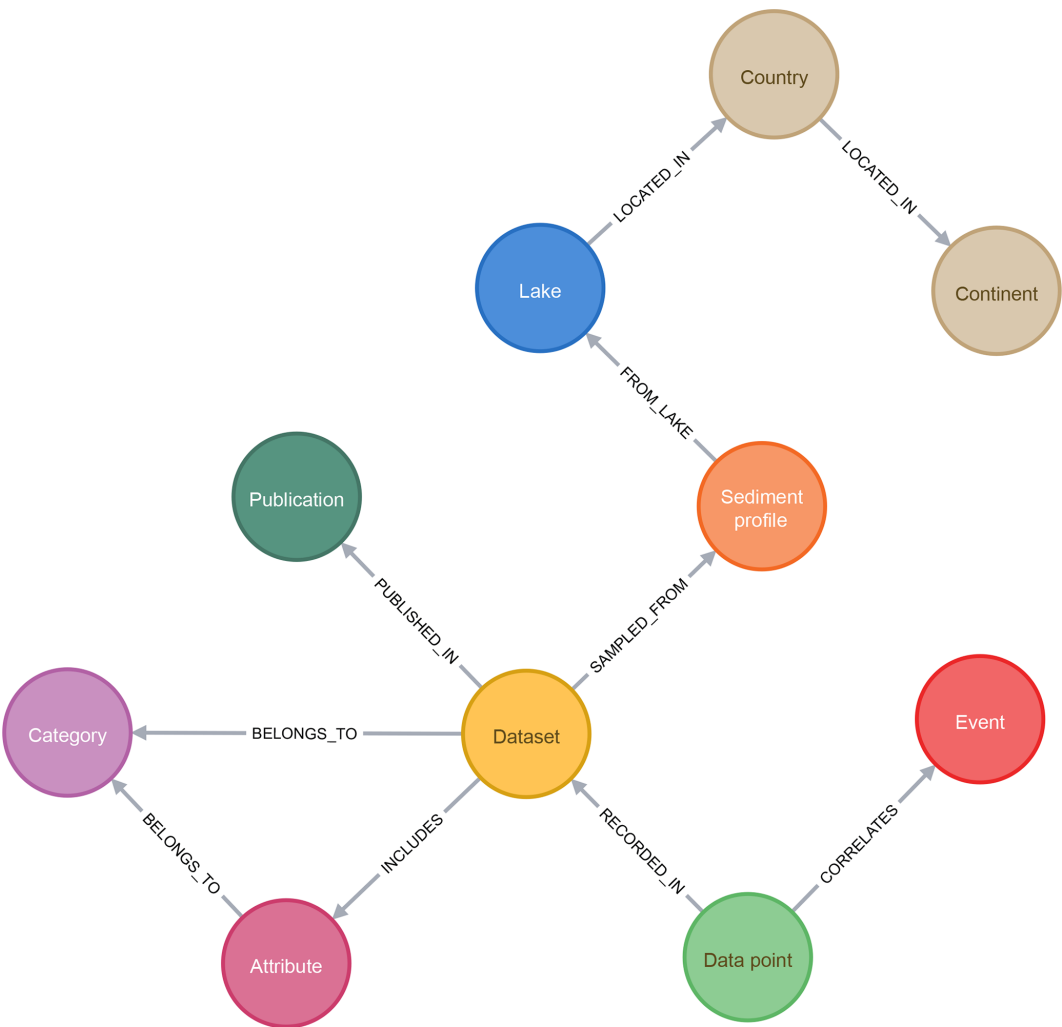 Country
LOCATED_IN
LOCATED_IN
Lake
Continent
FROM_LAKE
Publication
Sediment
profile
PUBLISHED_IN
SAMPLED_FROM
Category
BELONGS_TO
Dataset
Event
BELONGS_TO
INCLUDES
RECORDED_IN
CORRELATES
Attribute
Data point